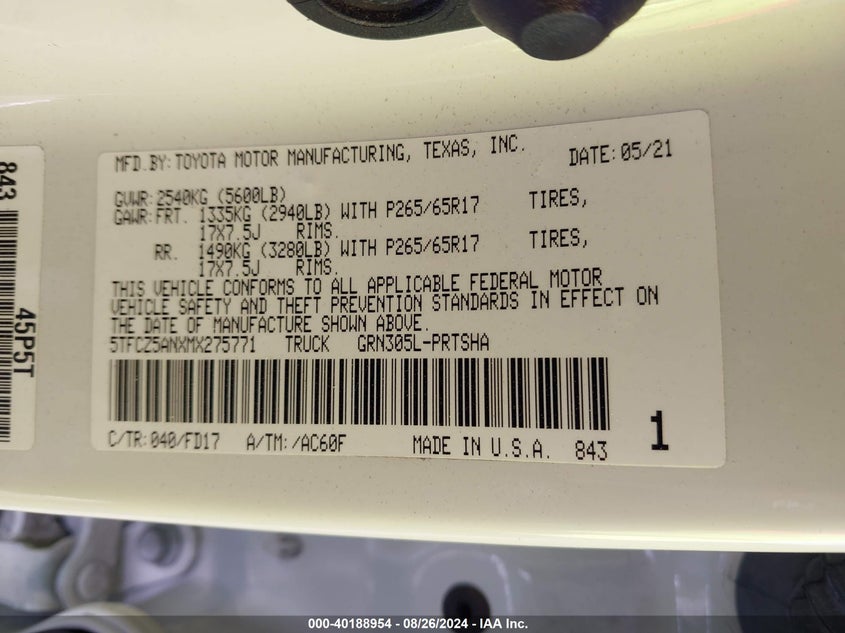 MFD.BY:TOYOTA MOTOR MANUFACTURING, TEXAS, INC. DATE:05/21
GVWR:2540KG (5600LB)
GAWR:FRT. 1335KG (2940LB) WITH P265/65R17 TIRES,
17X7.5J RIMS.
RR. 1490KG (3280LB) WITH P265/65R17 TIRES,
17X7.5J RIMS.
THIS VEHICLE CONFORMS TO ALL APPLICABLE FEDERAL MOTOR
VEHICLE SAFETY AND THEFT PREVENTION STANDARDS IN EFFECT ON
THE DATE OF MANUFACTURE SHOWN ABOVE.
5TFCZ5ANXMX275771 TRUCK GRN305L-PRTSHA
C/TR:040/FD17 A/TM:/AC60F MADE IN U.S.A. 843 1
843
45P5T
000-40188954 - 08/26/2024 - IAA Inc.